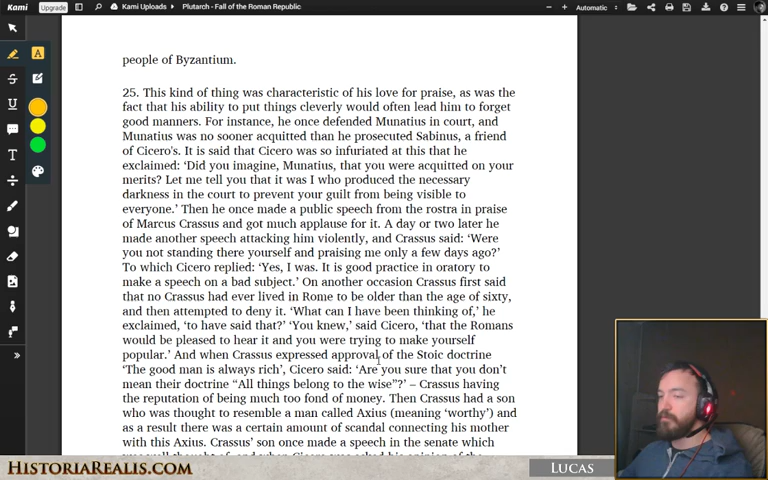 Kami Upgrade Kami Uploads > Plutarch - Fall of the Roman Republic Automatic
people of Byzantium.
25. This kind of thing was characteristic of his love for praise, as was the
fact that his ability to put things cleverly would often lead him to forget
good manners. For instance, he once defended Munatius in court, and
Munatius was no sooner acquitted than he prosecuted Sabinus, a friend
of Cicero's. It is said that Cicero was so infuriated at this that he
exclaimed: ‘Did you imagine, Munatius, that you were acquitted on your
merits? Let me tell you that it was I who produced the necessary
darkness in the court to prevent your guilt from being visible to
everyone.’ Then he once made a public speech from the rostra in praise
of Marcus Crassus and got much applause for it. A day or two later he
made another speech attacking him violently, and Crassus said: ‘Were
you not standing there yourself and praising me only a few days ago?’
To which Cicero replied: ‘Yes, I was. It is good practice in oratory to
make a speech on a bad subject.’ On another occasion Crassus first said
that no Crassus had ever lived in Rome to be older than the age of sixty,
and then attempted to deny it. ‘What can I have been thinking of,’ he
exclaimed, ‘to have said that?’ ‘You knew,’ said Cicero, ‘that the Romans
would be pleased to hear it and you were trying to make yourself
popular.’ And when Crassus expressed approval of the Stoic doctrine
‘The good man is always rich’, Cicero said: ‘Are you sure that you don’t
mean their doctrine “All things belong to the wise”?’ – Crassus having
the reputation of being much too fond of money. Then Crassus had a son
who was thought to resemble a man called Axius (meaning ‘worthy’) and
as a result there was a certain amount of scandal connecting his mother
with this Axius. Crassus’ son once made a speech in the senate which
HISTORIAREALIS.COM
LUCAS